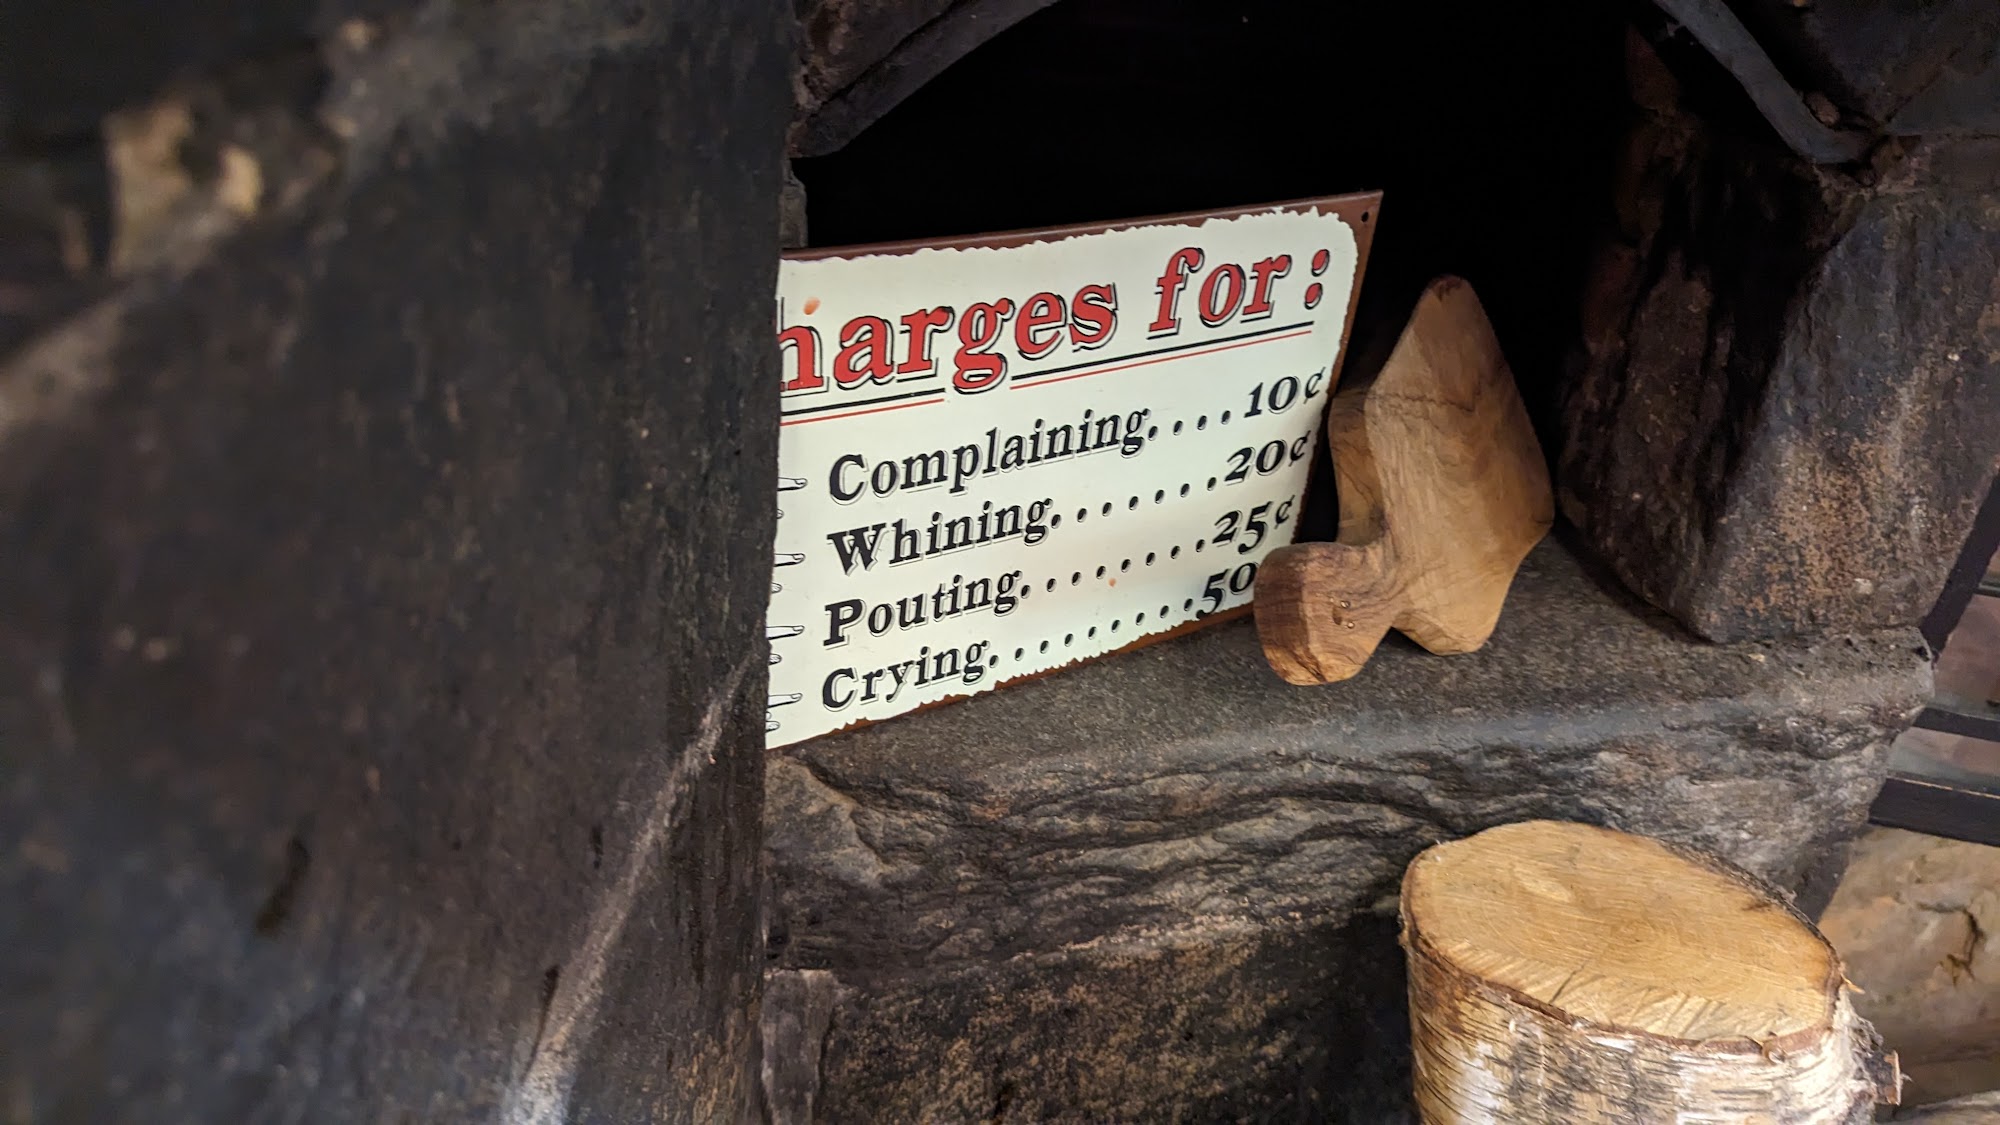 harges for:
Complaining....10¢
Whining.......20¢
Pouting........25¢
Crying.........50